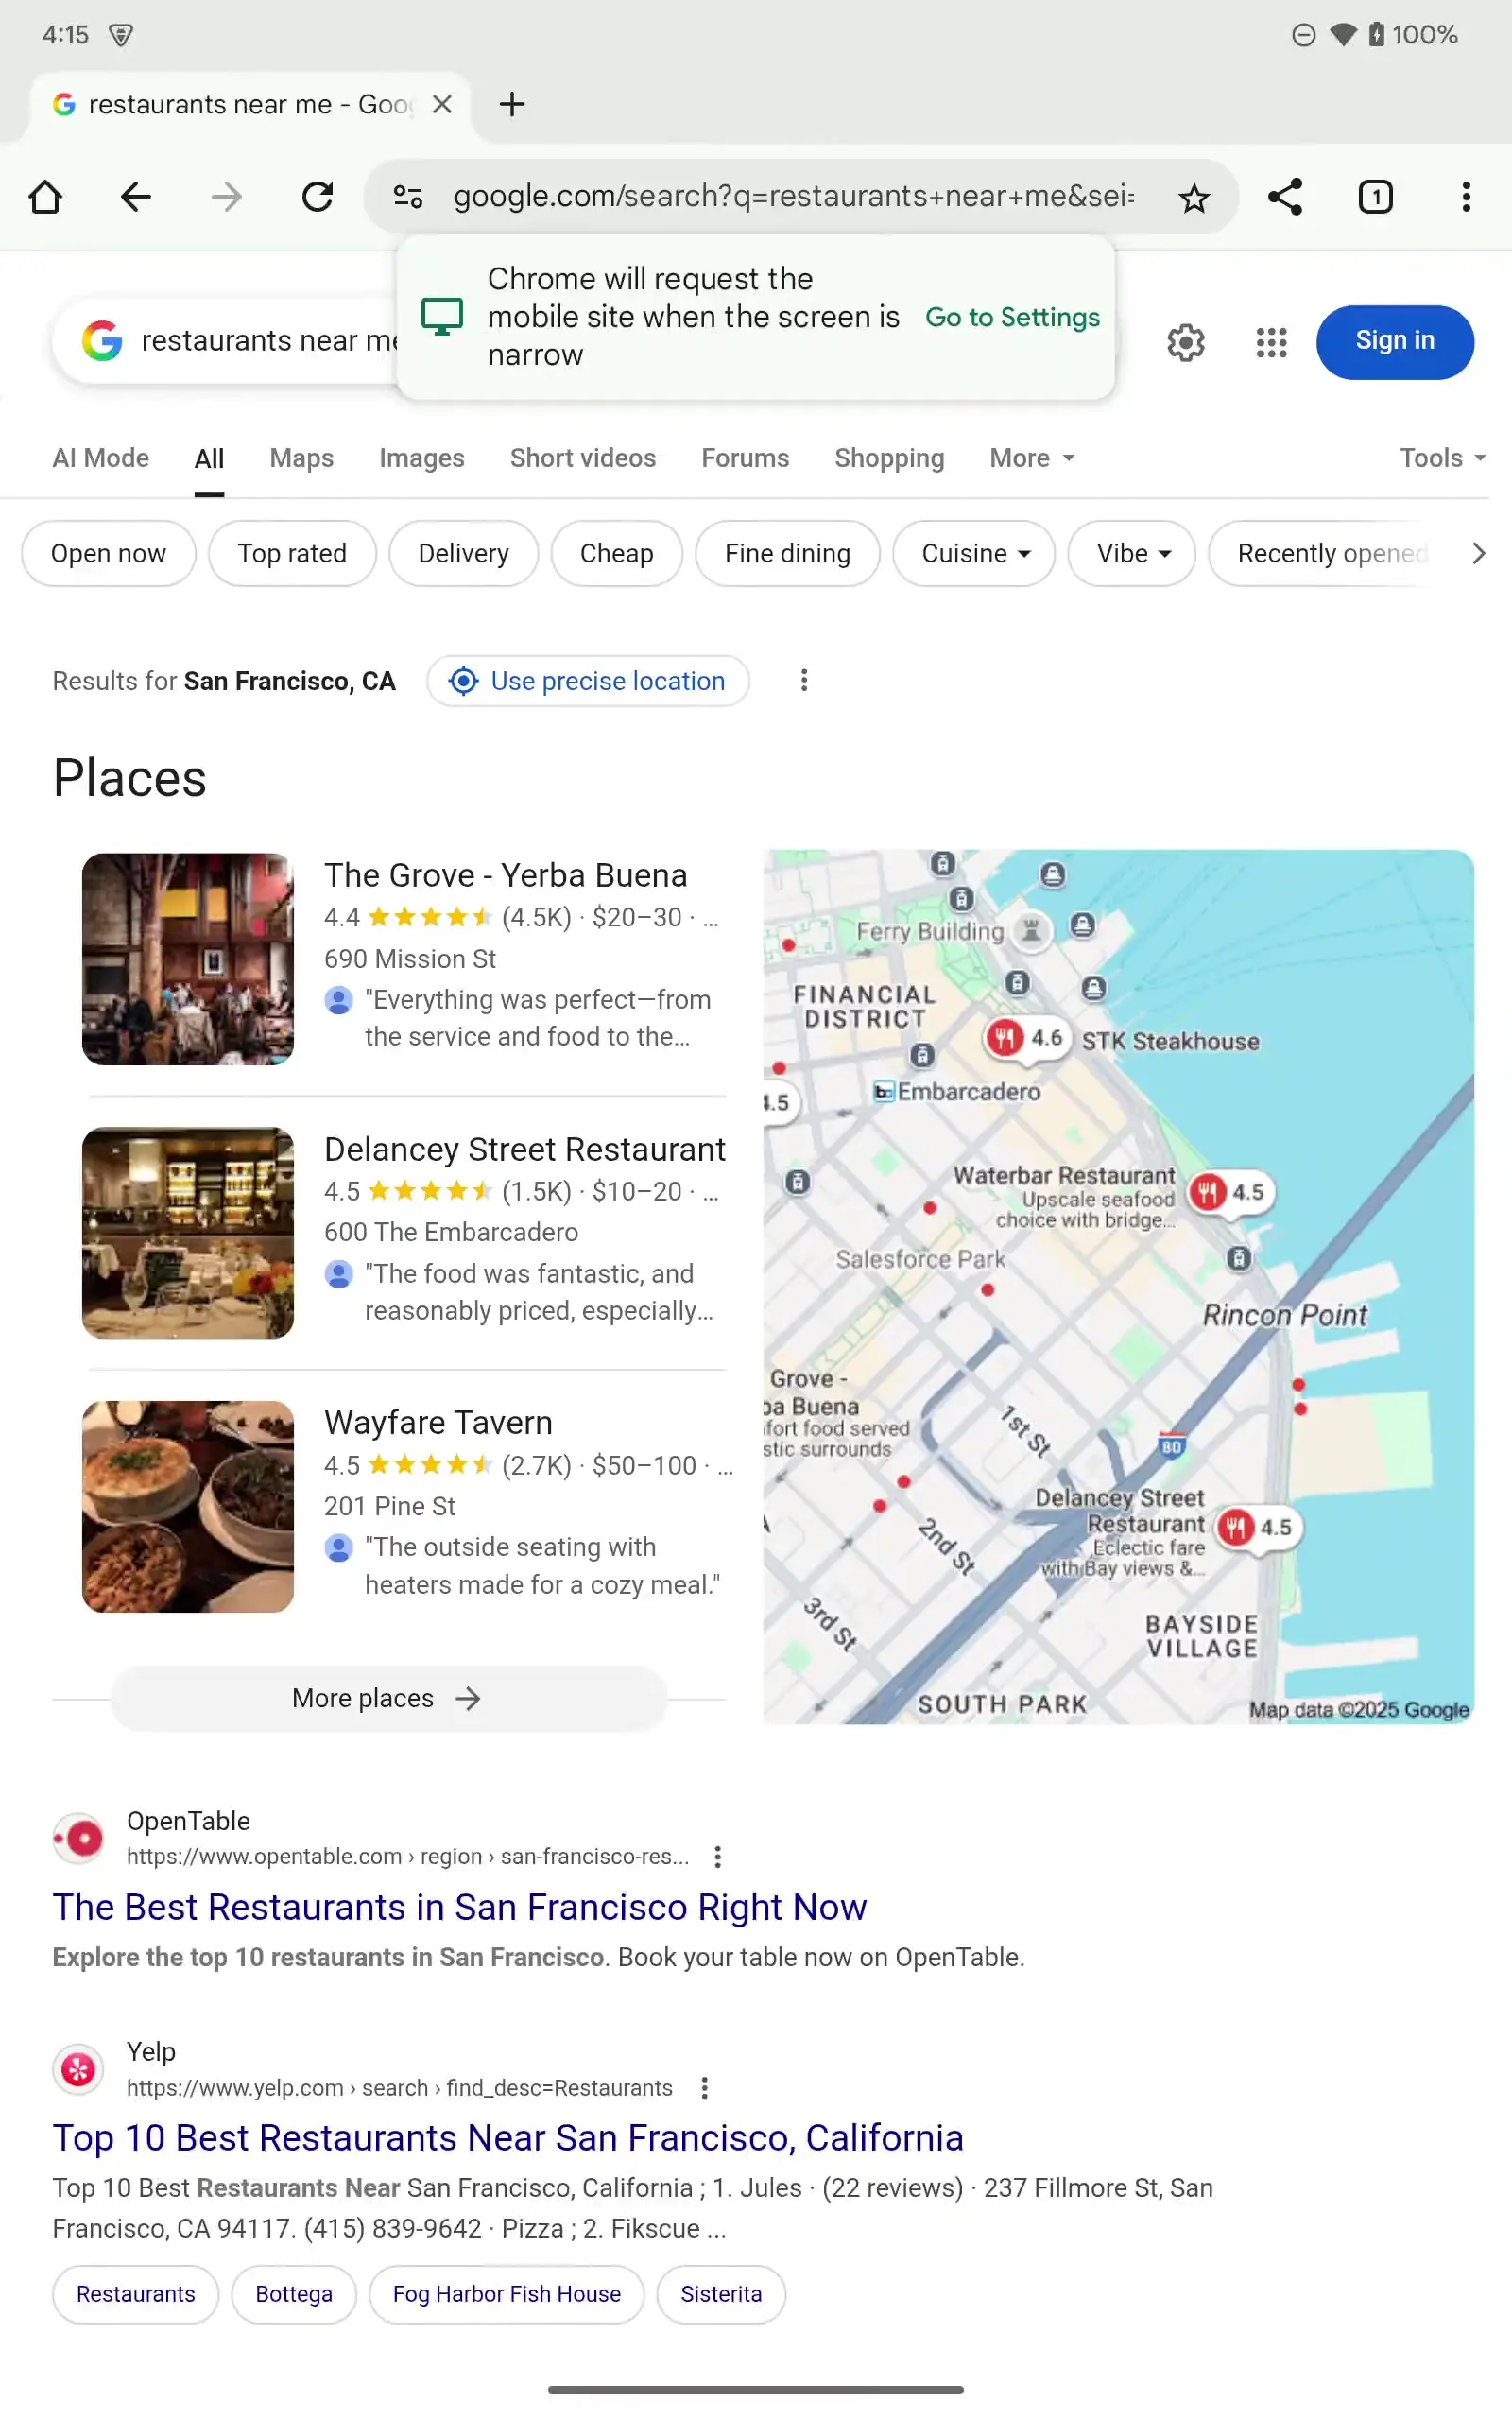 4:15
100%
restaurants near me - Goo
google.com/search?q=restaurants+near+me&sei=
1
Chrome will request the
mobile site when the screen is
narrow
Go to Settings
restaurants near me
Sign in
AI Mode
All
Maps
Images
Short videos
Forums
Shopping
More
Tools
Open now
Top rated
Delivery
Cheap
Fine dining
Cuisine
Vibe
Recently opened
Results for San Francisco, CA
Use precise location
Places
The Grove - Yerba Buena
4.4 (4.5K) · $20–30 · ...
690 Mission St
"Everything was perfect—from
the service and food to the...
Delancey Street Restaurant
4.5 (1.5K) · $10–20 · ...
600 The Embarcadero
"The food was fantastic, and
reasonably priced, especially...
Wayfare Tavern
4.5 (2.7K) · $50–100 · ...
201 Pine St
"The outside seating with
heaters made for a cozy meal."
More places
Ferry Building
FINANCIAL
DISTRICT
4.6
STK Steakhouse
4.5
Embarcadero
Waterbar Restaurant
Upscale seafood
choice with bridge...
4.5
Salesforce Park
Rincon Point
Grove -
ba Buena
fort food served
stic surrounds
1st St
80
Delancey Street
Restaurant
Eclectic fare
with Bay views &...
4.5
2nd St
3rd St
BAYSIDE
VILLAGE
SOUTH PARK
Map data ©2025 Google
OpenTable
https://www.opentable.com › region › san-francisco-res...
The Best Restaurants in San Francisco Right Now
Explore the top 10 restaurants in San Francisco. Book your table now on OpenTable.
Yelp
https://www.yelp.com › search › find_desc=Restaurants
Top 10 Best Restaurants Near San Francisco, California
Top 10 Best Restaurants Near San Francisco, California ; 1. Jules · (22 reviews) · 237 Fillmore St, San
Francisco, CA 94117. (415) 839-9642 · Pizza ; 2. Fikscue ...
Restaurants
Bottega
Fog Harbor Fish House
Sisterita